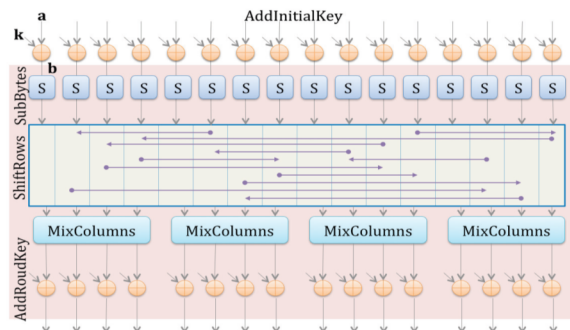 AddInitialKey
a
k
b
SubBytes
S S S S S S S S S S S S S S S S
ShiftRows
MixColumns MixColumns MixColumns MixColumns
AddRoudKey